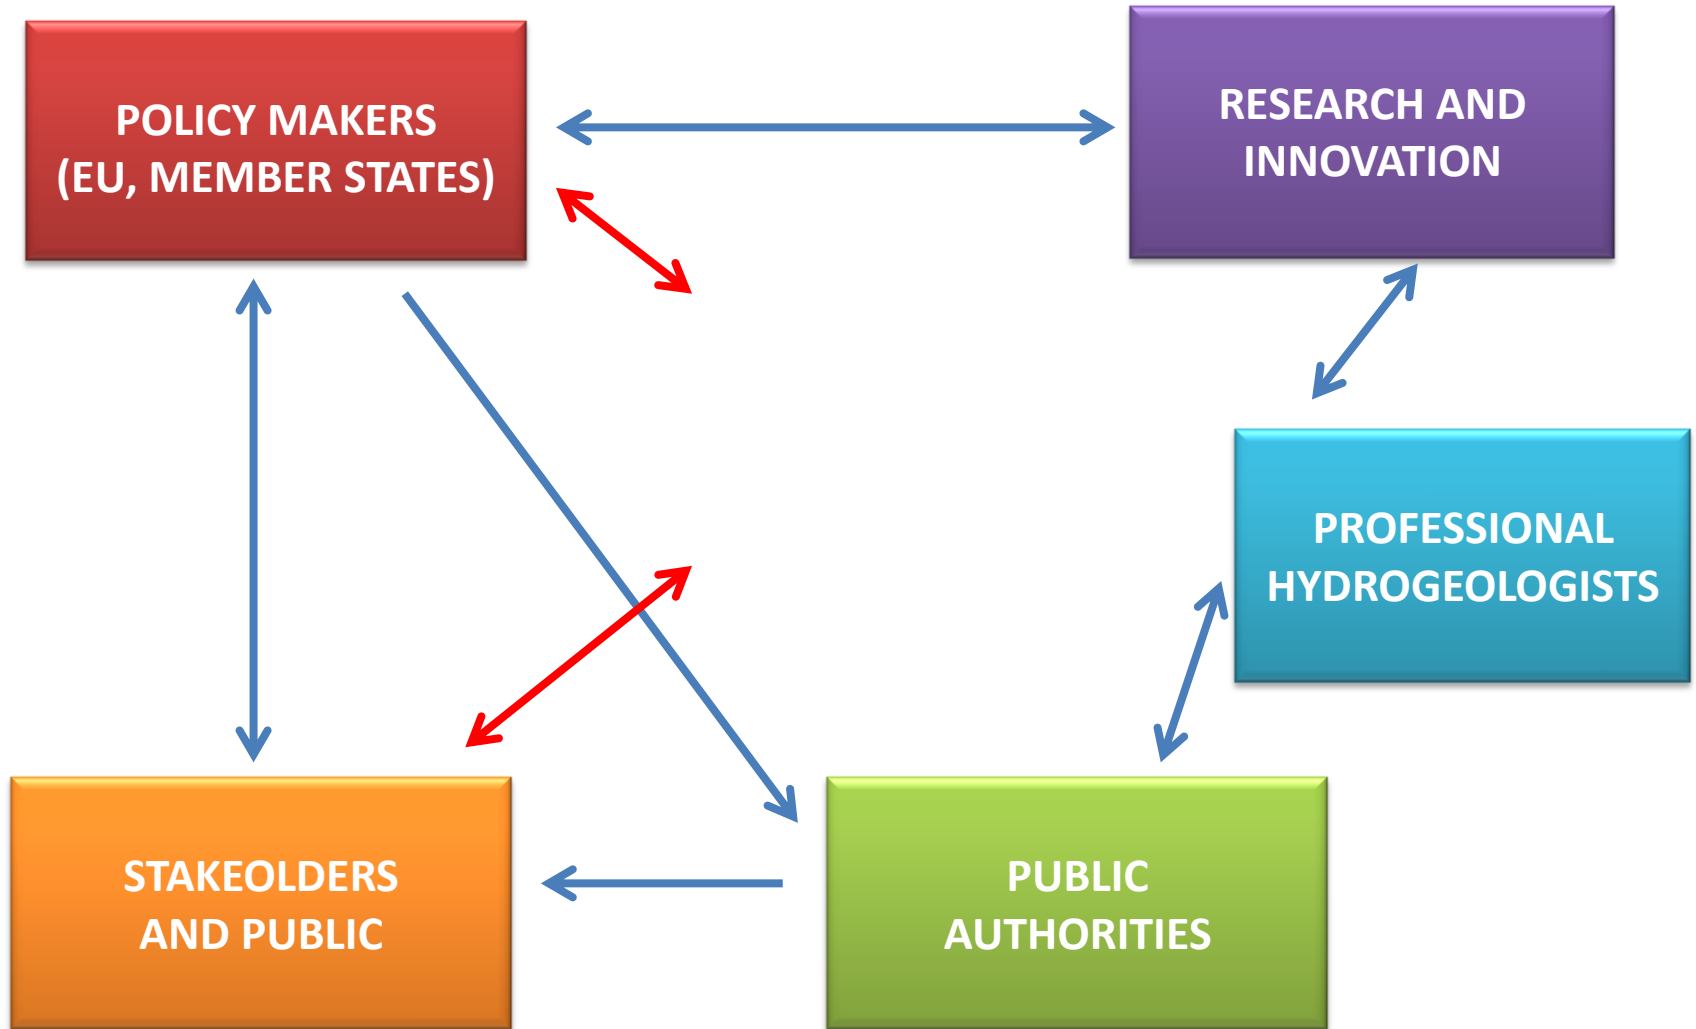 POLICY MAKERS
(EU, MEMBER STATES)
RESEARCH AND
INNOVATION
PROFESSIONAL
HYDROGEOLOGISTS
STAKEOLDERS
AND PUBLIC
PUBLIC
AUTHORITIES